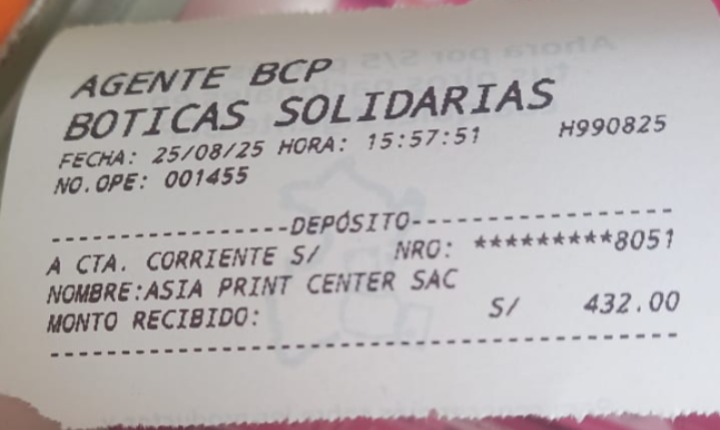 AGENTE BCP
BOTICAS SOLIDARIAS
FECHA: 25/08/25 HORA: 15:57:51 H990825
NO.OPE: 001455
-----------------DEPÓSITO-------------------
A CTA. CORRIENTE S/ NRO: *********8051
NOMBRE:ASIA PRINT CENTER SAC
MONTO RECIBIDO: S/ 432.00
--------------------------------------------